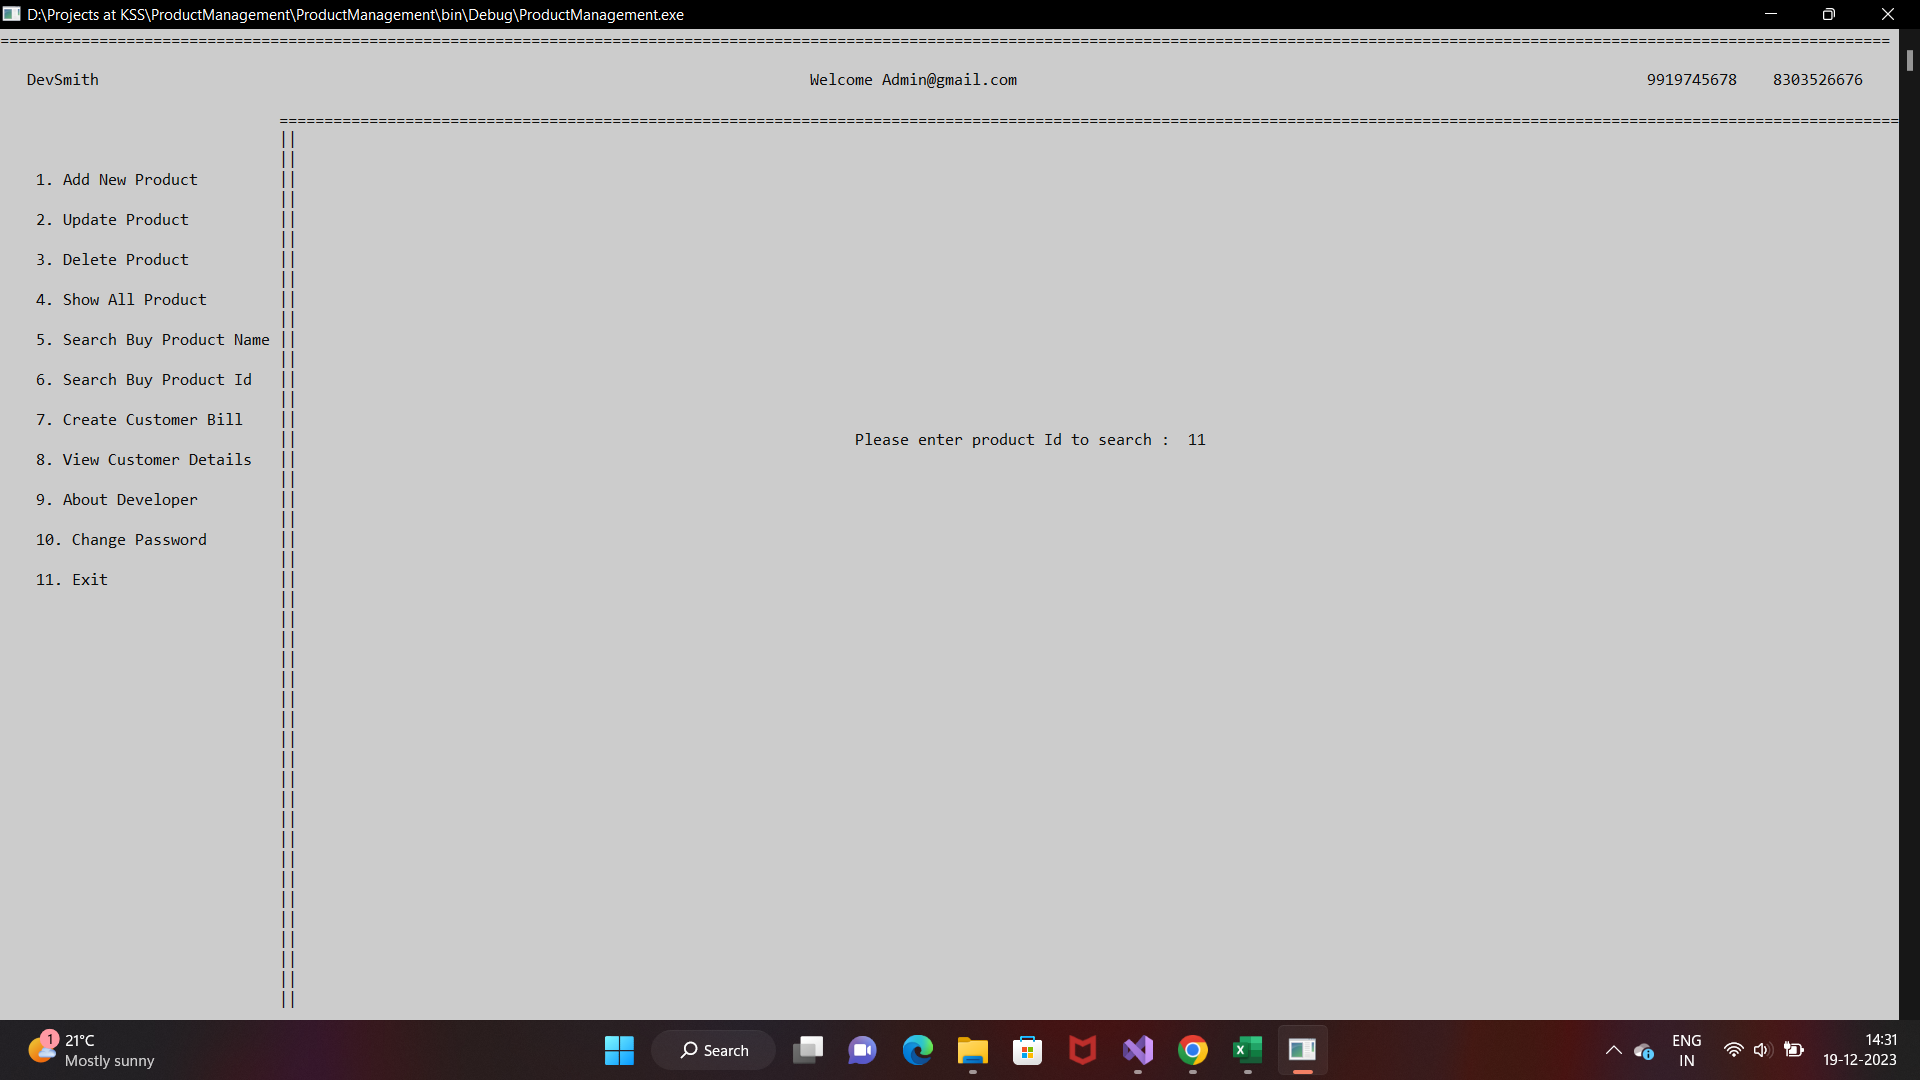 D:\Projects at KSS\ProductManagement\ProductManagement\bin\Debug\ProductManagement.exe
DevSmith Welcome Admin@gmail.com 9919745678 8303526676
1. Add New Product
2. Update Product
3. Delete Product
4. Show All Product
5. Search Buy Product Name
6. Search Buy Product Id
7. Create Customer Bill
Please enter product Id to search : 11
8. View Customer Details
9. About Developer
10. Change Password
11. Exit
1
21°C
Mostly sunny
Search
ENG
IN
14:31
19-12-2023